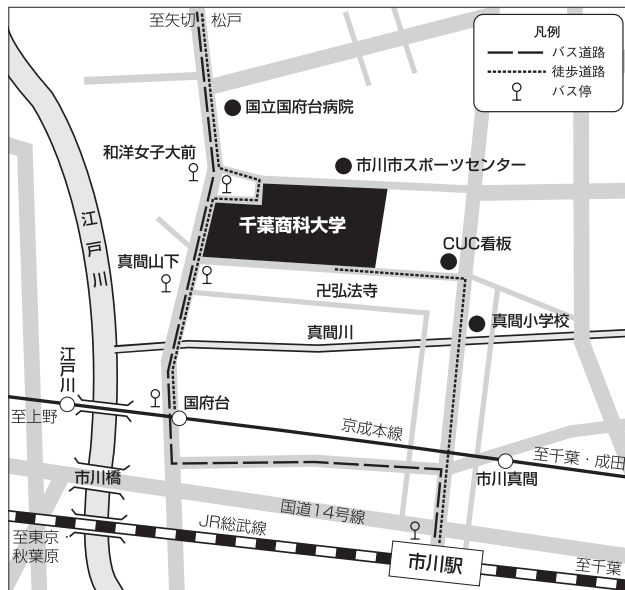 至矢切 松戸
凡例
バス道路
徒歩道路
バス停
国立国府台病院
和洋女子大前
市川市スポーツセンター
千葉商科大学
江戸川
CUC看板
真間山下
卍弘法寺
真間小学校
真間川
江戸川
国府台
至上野
京成本線
至千葉・成田
市川真間
市川橋
国道14号線
JR総武線
至東京・
秋葉原
市川駅
至千葉